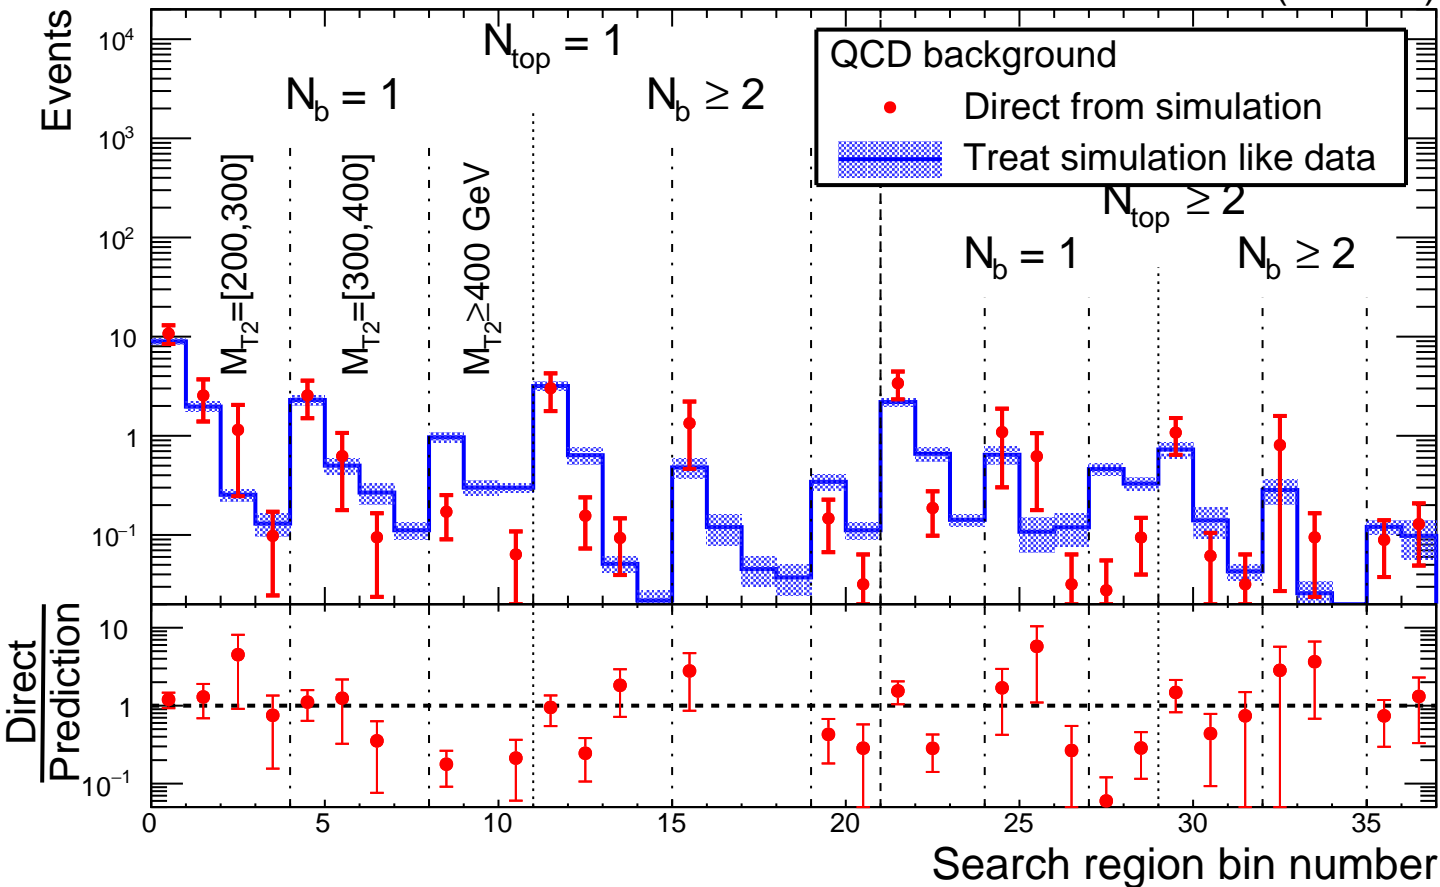 Events
10^4
10^3
10^2
10
1
10^−1
N_top = 1
N_b = 1
N_b ≥ 2
M_T2=[200,300]
M_T2=[300,400]
M_T2≥400 GeV
QCD background
Direct from simulation
Treat simulation like data
N_top ≥ 2
N_b = 1
N_b ≥ 2
Direct
Prediction
10
1
10^−1
0 5 10 15 20 25 30 35
Search region bin number